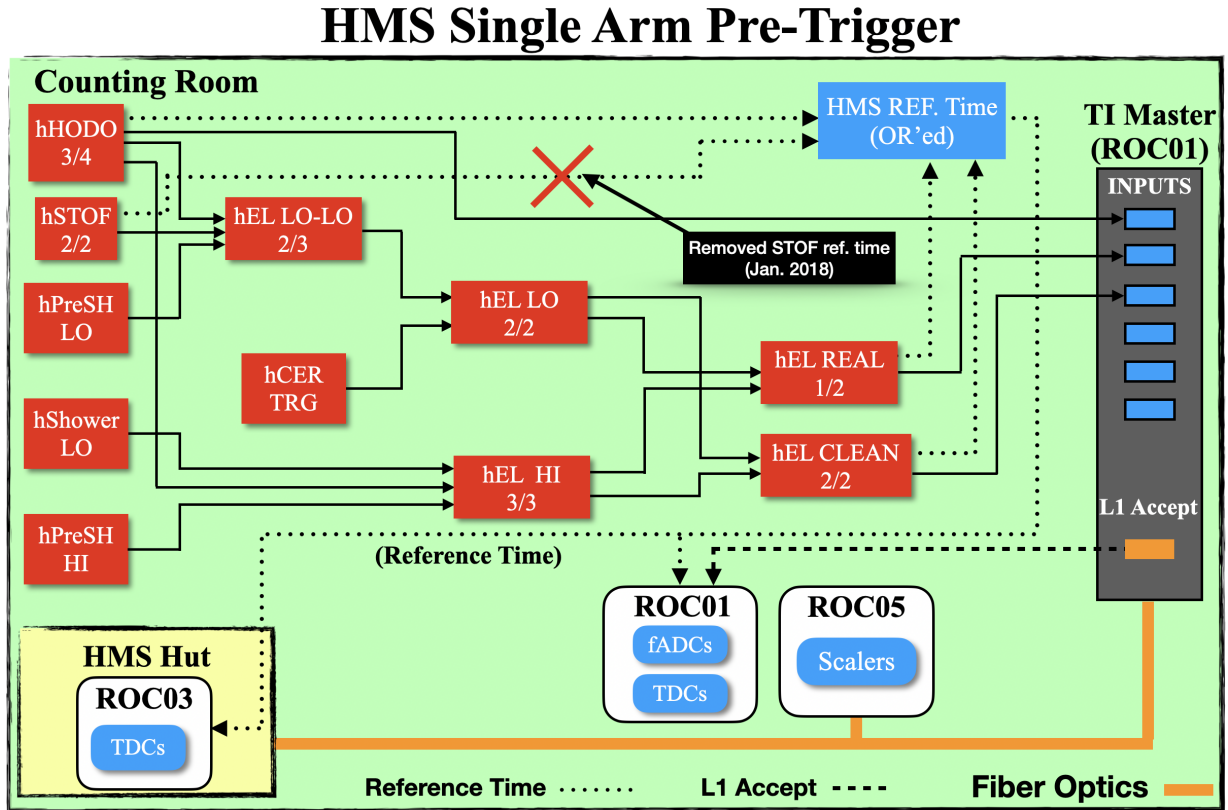 HMS Single Arm Pre-Trigger
Counting Room
hHODO
3/4
HMS REF. Time
(OR'ed)
TI Master
(ROC01)
INPUTS
hSTOF
2/2
hEL LO-LO
2/3
Removed STOF ref. time
(Jan. 2018)
hPreSH
LO
hEL LO
2/2
hCER
TRG
hEL REAL
1/2
hShower
LO
hEL CLEAN
2/2
hEL HI
3/3
L1 Accept
hPreSH
HI
(Reference Time)
ROC01
fADCs
TDCs
ROC05
Scalers
HMS Hut
ROC03
TDCs
Reference Time
L1 Accept
Fiber Optics